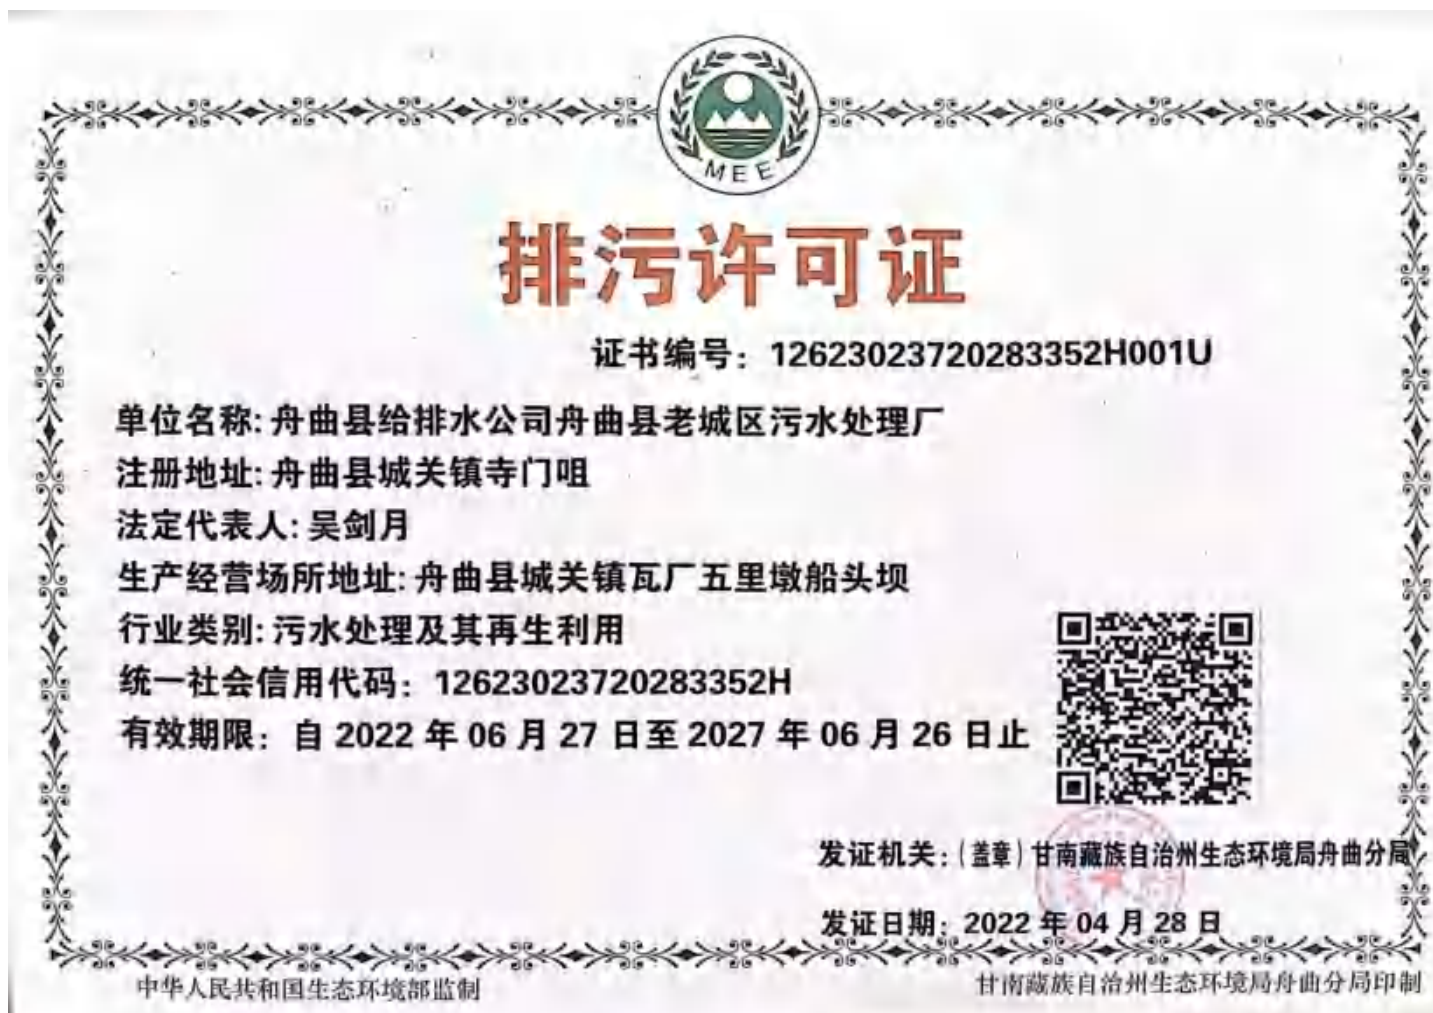 MEE
排污许可证
证书编号：12623023720283352H001U
单位名称:舟曲县给排水公司舟曲县老城区污水处理厂
注册地址:舟曲县城关镇寺门咀
法定代表人:吴剑月
生产经营场所地址:舟曲县城关镇瓦厂五里墩船头坝
行业类别:污水处理及其再生利用
统一社会信用代码：12623023720283352H
有效期限：自 2022 年 06 月 27 日至 2027 年 06 月 26 日止
发证机关:（盖章）甘南藏族自治州生态环境局舟曲分局
发证日期: 2022 年 04 月 28 日
中华人民共和国生态环境部监制
甘南藏族自治州生态环境局舟曲分局印制